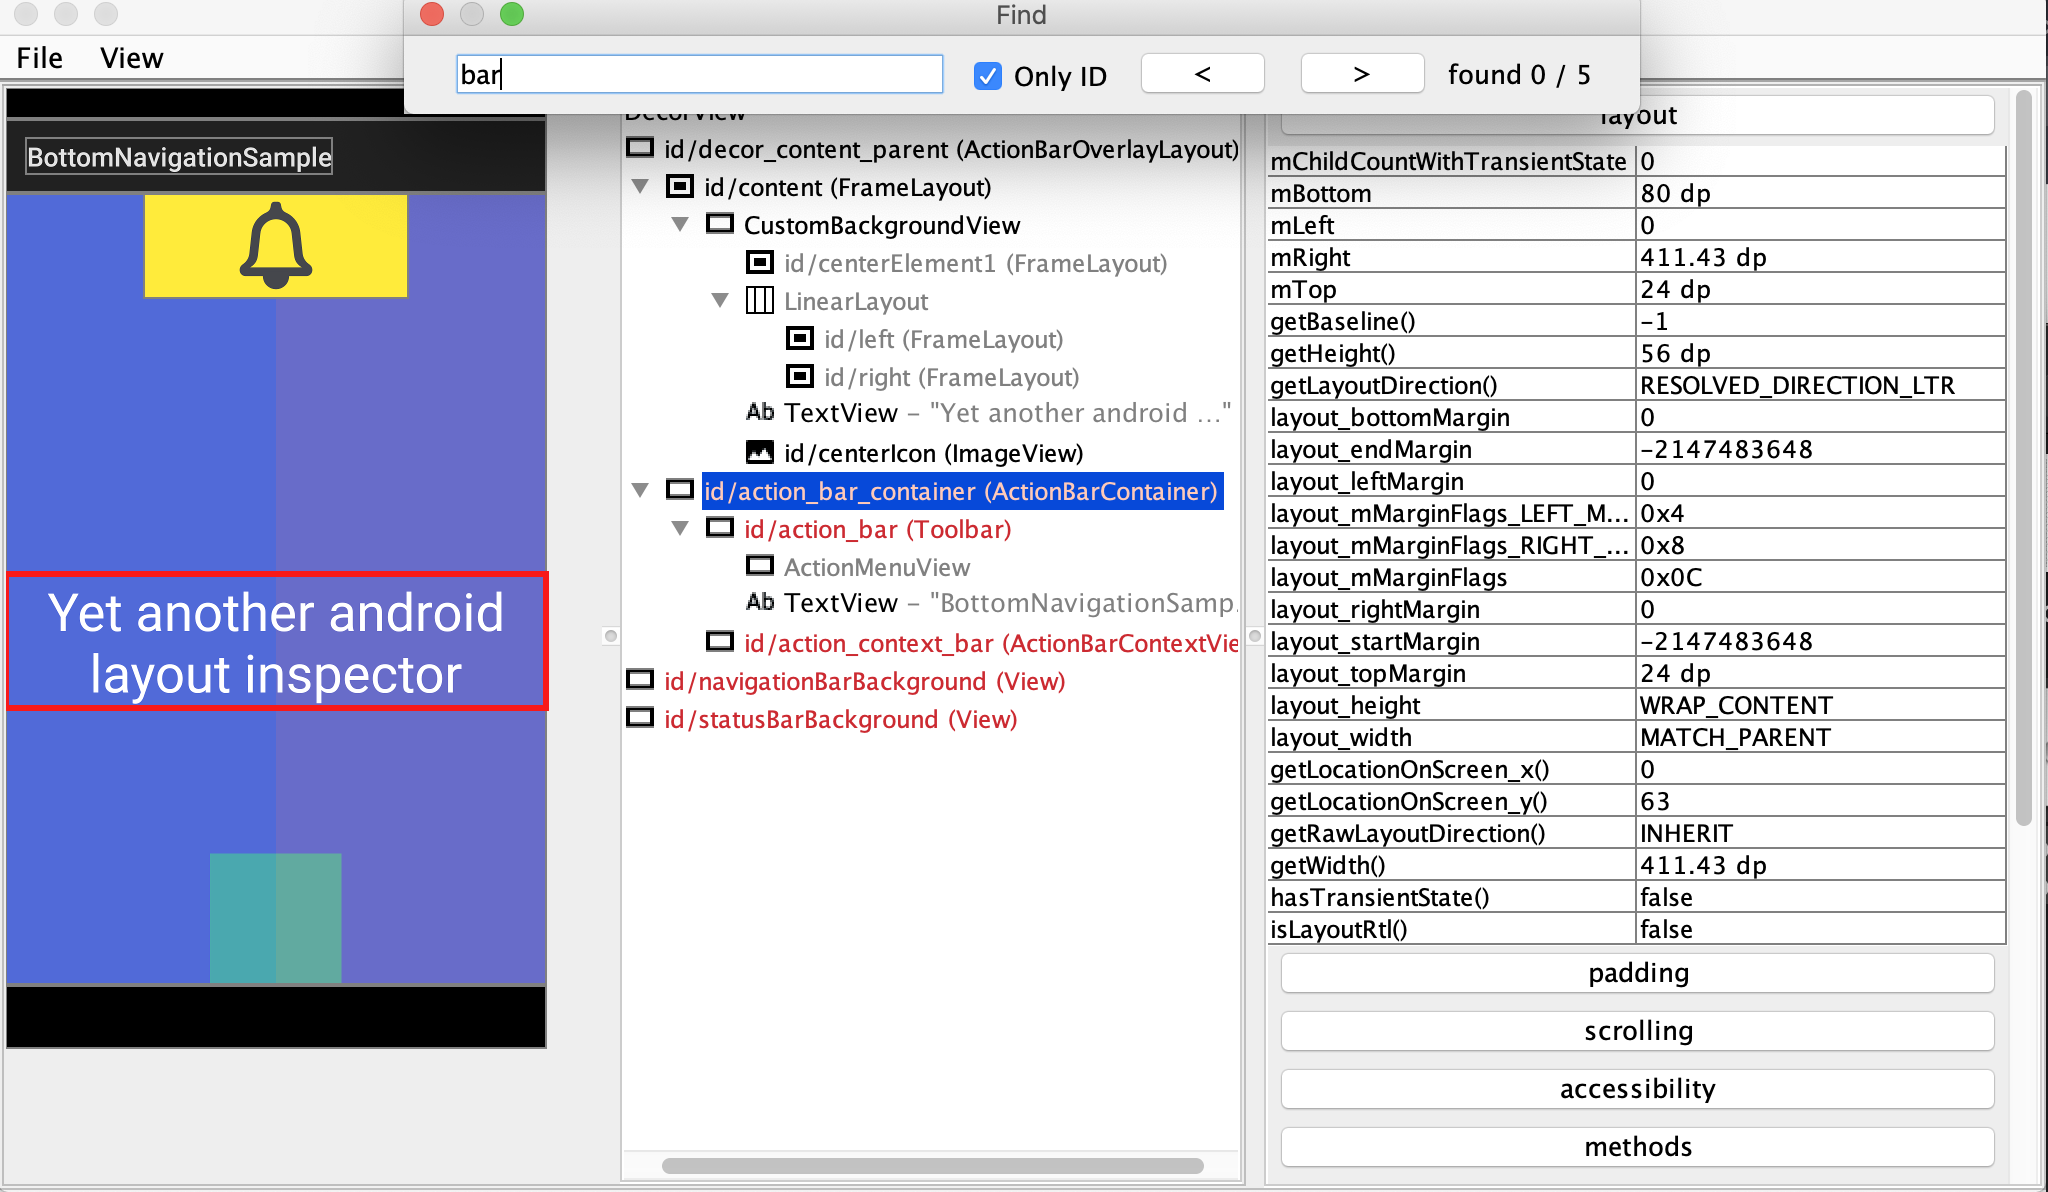 Find
File View
bar
Only ID
<
>
found 0 / 5
BottomNavigationSample
Yet another android
layout inspector
DecorView
id/decor_content_parent (ActionBarOverlayLayout)
id/content (FrameLayout)
CustomBackgroundView
id/centerElement1 (FrameLayout)
LinearLayout
id/left (FrameLayout)
id/right (FrameLayout)
Ab TextView - "Yet another android ..."
id/centerIcon (ImageView)
id/action_bar_container (ActionBarContainer)
id/action_bar (Toolbar)
ActionMenuView
Ab TextView - "BottomNavigationSamp.
id/action_context_bar (ActionBarContextVie
id/navigationBarBackground (View)
id/statusBarBackground (View)
layout
mChildCountWithTransientState 0
mBottom 80 dp
mLeft 0
mRight 411.43 dp
mTop 24 dp
getBaseline() -1
getHeight() 56 dp
getLayoutDirection() RESOLVED_DIRECTION_LTR
layout_bottomMargin 0
layout_endMargin -2147483648
layout_leftMargin 0
layout_mMarginFlags_LEFT_M... 0x4
layout_mMarginFlags_RIGHT_... 0x8
layout_mMarginFlags 0x0C
layout_rightMargin 0
layout_startMargin -2147483648
layout_topMargin 24 dp
layout_height WRAP_CONTENT
layout_width MATCH_PARENT
getLocationOnScreen_x() 0
getLocationOnScreen_y() 63
getRawLayoutDirection() INHERIT
getWidth() 411.43 dp
hasTransientState() false
isLayoutRtl() false
padding
scrolling
accessibility
methods